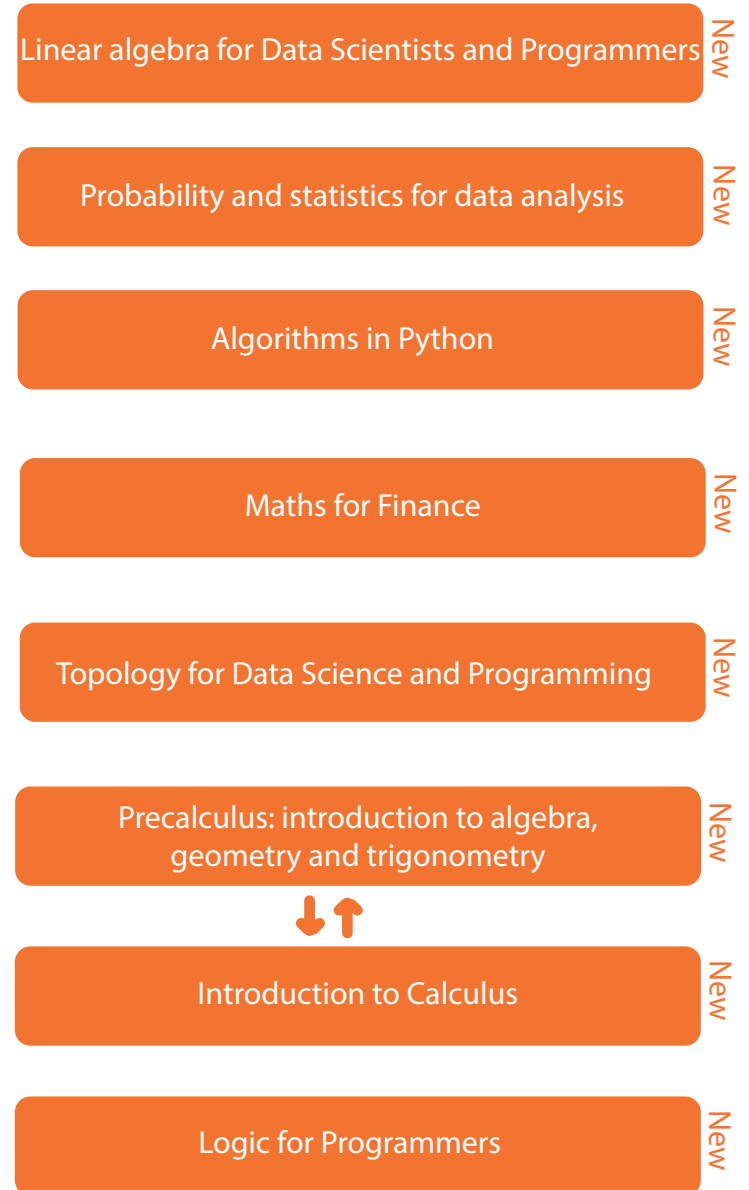 Linear algebra for Data Scientists and Programmers
New
Probability and statistics for data analysis
New
Algorithms in Python
New
Maths for Finance
New
Topology for Data Science and Programming
New
Precalculus: introduction to algebra,
geometry and trigonometry
New
Introduction to Calculus
New
Logic for Programmers
New